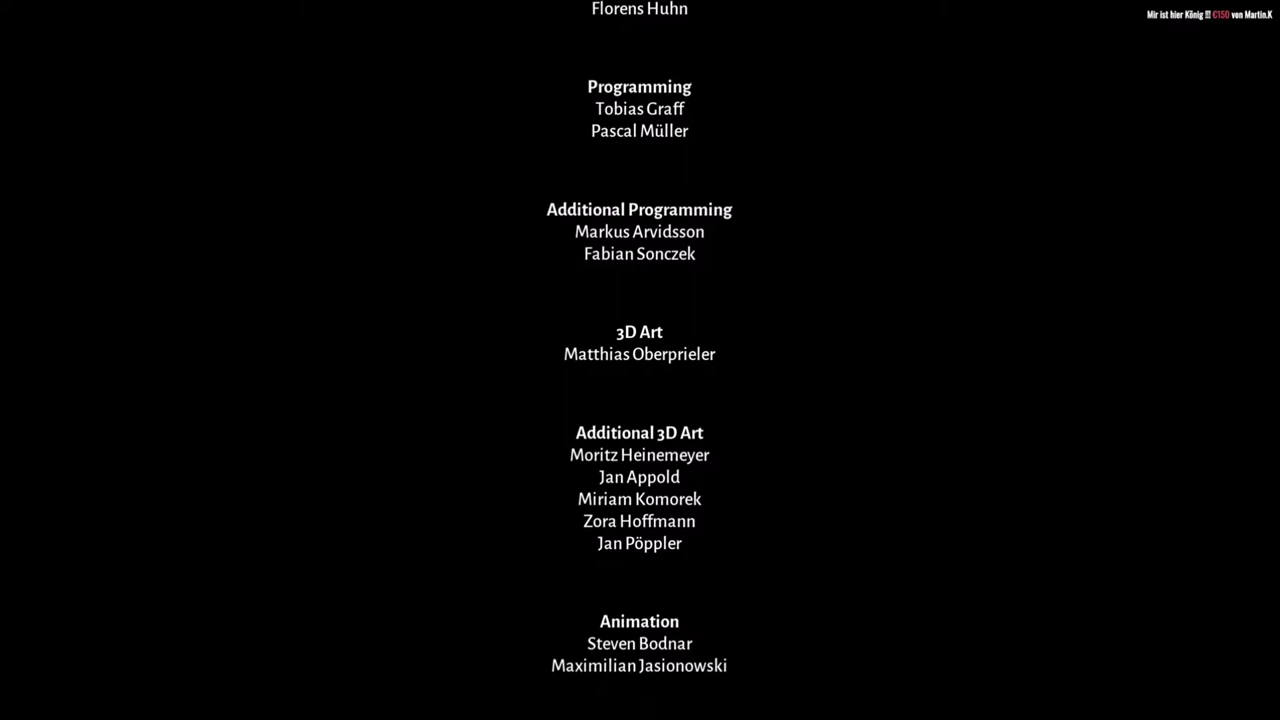 Florens Huhn
Mir ist hier König !!! €150 von Martin.K
Programming
Tobias Graff
Pascal Müller
Additional Programming
Markus Arvidsson
Fabian Sonczek
3D Art
Matthias Oberprieler
Additional 3D Art
Moritz Heinemeyer
Jan Appold
Miriam Komorek
Zora Hoffmann
Jan Pöppler
Animation
Steven Bodnar
Maximilian Jasionowski